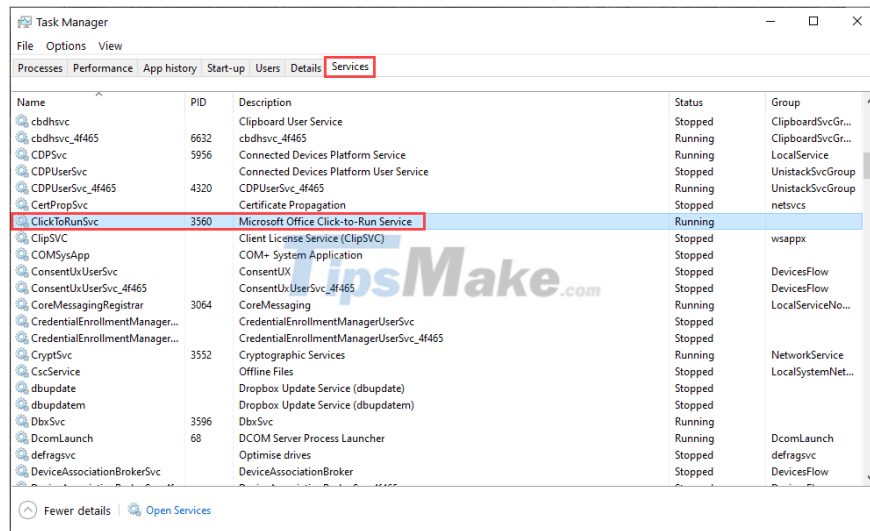 Task Manager
File Options View
Processes Performance App history Start-up Users Details Services
Name PID Description Status Group
cbdhsvc Clipboard User Service Stopped ClipboardSvcGr...
cbdhsvc_4f465 6632 cbdhsvc_4f465 Running ClipboardSvcGr...
CDPSvc 5956 Connected Devices Platform Service Running LocalService
CDPUserSvc Connected Devices Platform User Service Stopped UnistackSvcGroup
CDPUserSvc_4f465 4320 CDPUserSvc_4f465 Running UnistackSvcGroup
CertPropSvc Certificate Propagation Stopped netsvcs
ClickToRunSvc 3560 Microsoft Office Click-to-Run Service Running
ClipSVC Client License Service (ClipSVC) Stopped wsappx
COMSysApp COM+ System Application Stopped
ConsentUxUserSvc ConsentUX Stopped DevicesFlow
ConsentUxUserSvc_4f465 ConsentUxUserSvc_4f465 Stopped DevicesFlow
TipsMake.com
CoreMessagingRegistrar 3064 CoreMessaging Running LocalServiceNo...
CredentialEnrollmentManager... CredentialEnrollmentManagerUserSvc Stopped
CredentialEnrollmentManager... CredentialEnrollmentManagerUserSvc_4f465 Stopped
CryptSvc 3552 Cryptographic Services Running NetworkService
CscService Offline Files Stopped LocalSystemNet...
dbupdate Dropbox Update Service (dbupdate) Stopped
dbupdatem Dropbox Update Service (dbupdatem) Stopped
DbxSvc 3596 DbxSvc Running
DcomLaunch 68 DCOM Server Process Launcher Running DcomLaunch
defragsvc Optimise drives Stopped defragsvc
DeviceAssociationBrokerSvc DeviceAssociationBroker Stopped DevicesFlow
Fewer details Open Services